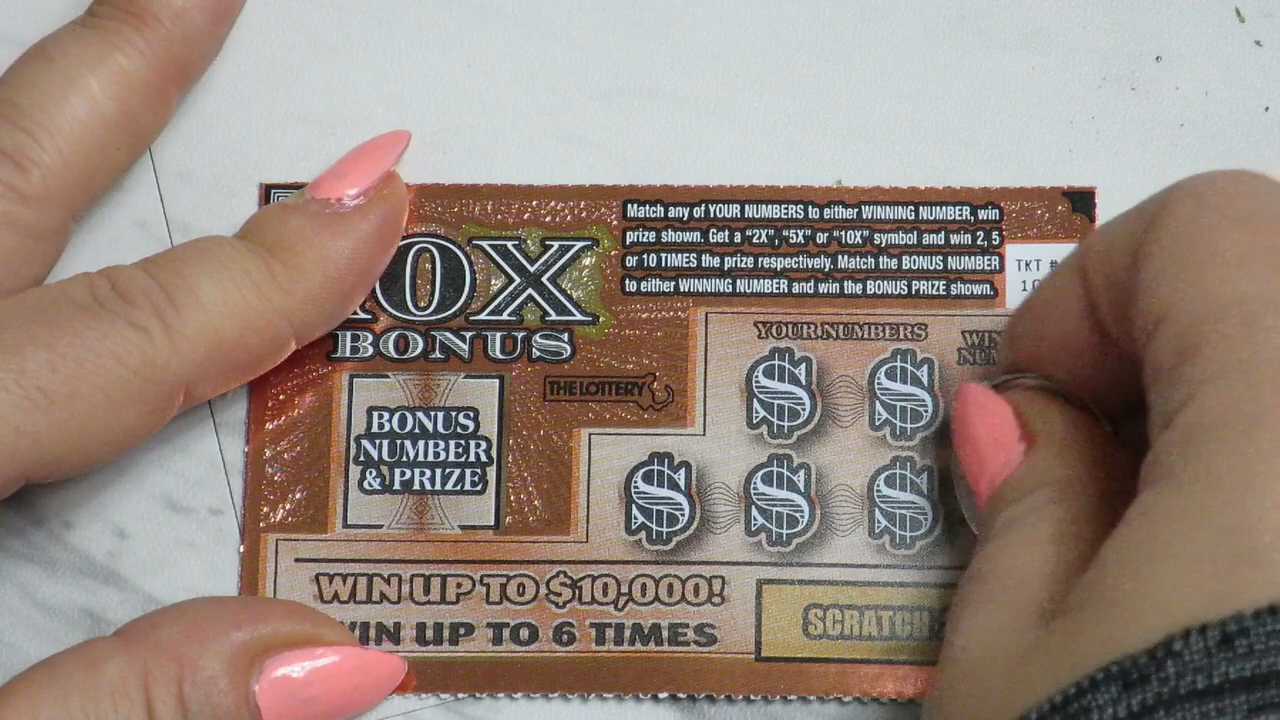 Match any of YOUR NUMBERS to either WINNING NUMBER, win
prize shown. Get a "2X", "5X" or "10X" symbol and win 2, 5
or 10 TIMES the prize respectively. Match the BONUS NUMBER
to either WINNING NUMBER and win the BONUS PRIZE shown.
TKT #
10X
BONUS
YOUR NUMBERS
THE LOTTERY
BONUS
NUMBER
& PRIZE
$ $
$ $ $
WIN UP TO $10,000!
WIN UP TO 6 TIMES
SCRATCH